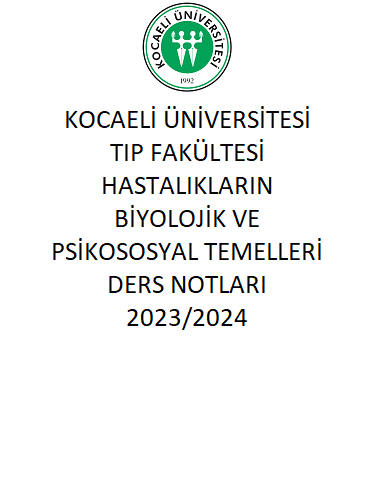 KOCAELİ ÜNİVERSİTESİ
1992
KOCAELİ ÜNİVERSİTESİ
TIP FAKÜLTESİ
HASTALIKLARIN
BİYOLOJİK VE
PSİKOSOSYAL TEMELLERİ
DERS NOTLARI
2023/2024